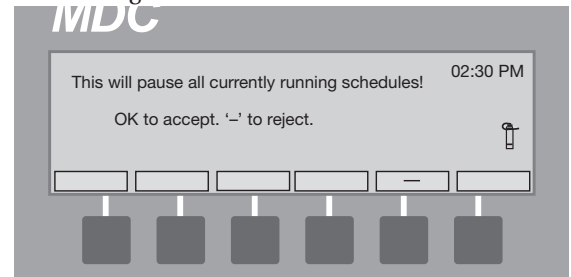 MDC
This will pause all currently running schedules!
02:30 PM
OK to accept. ‘–’ to reject.
—